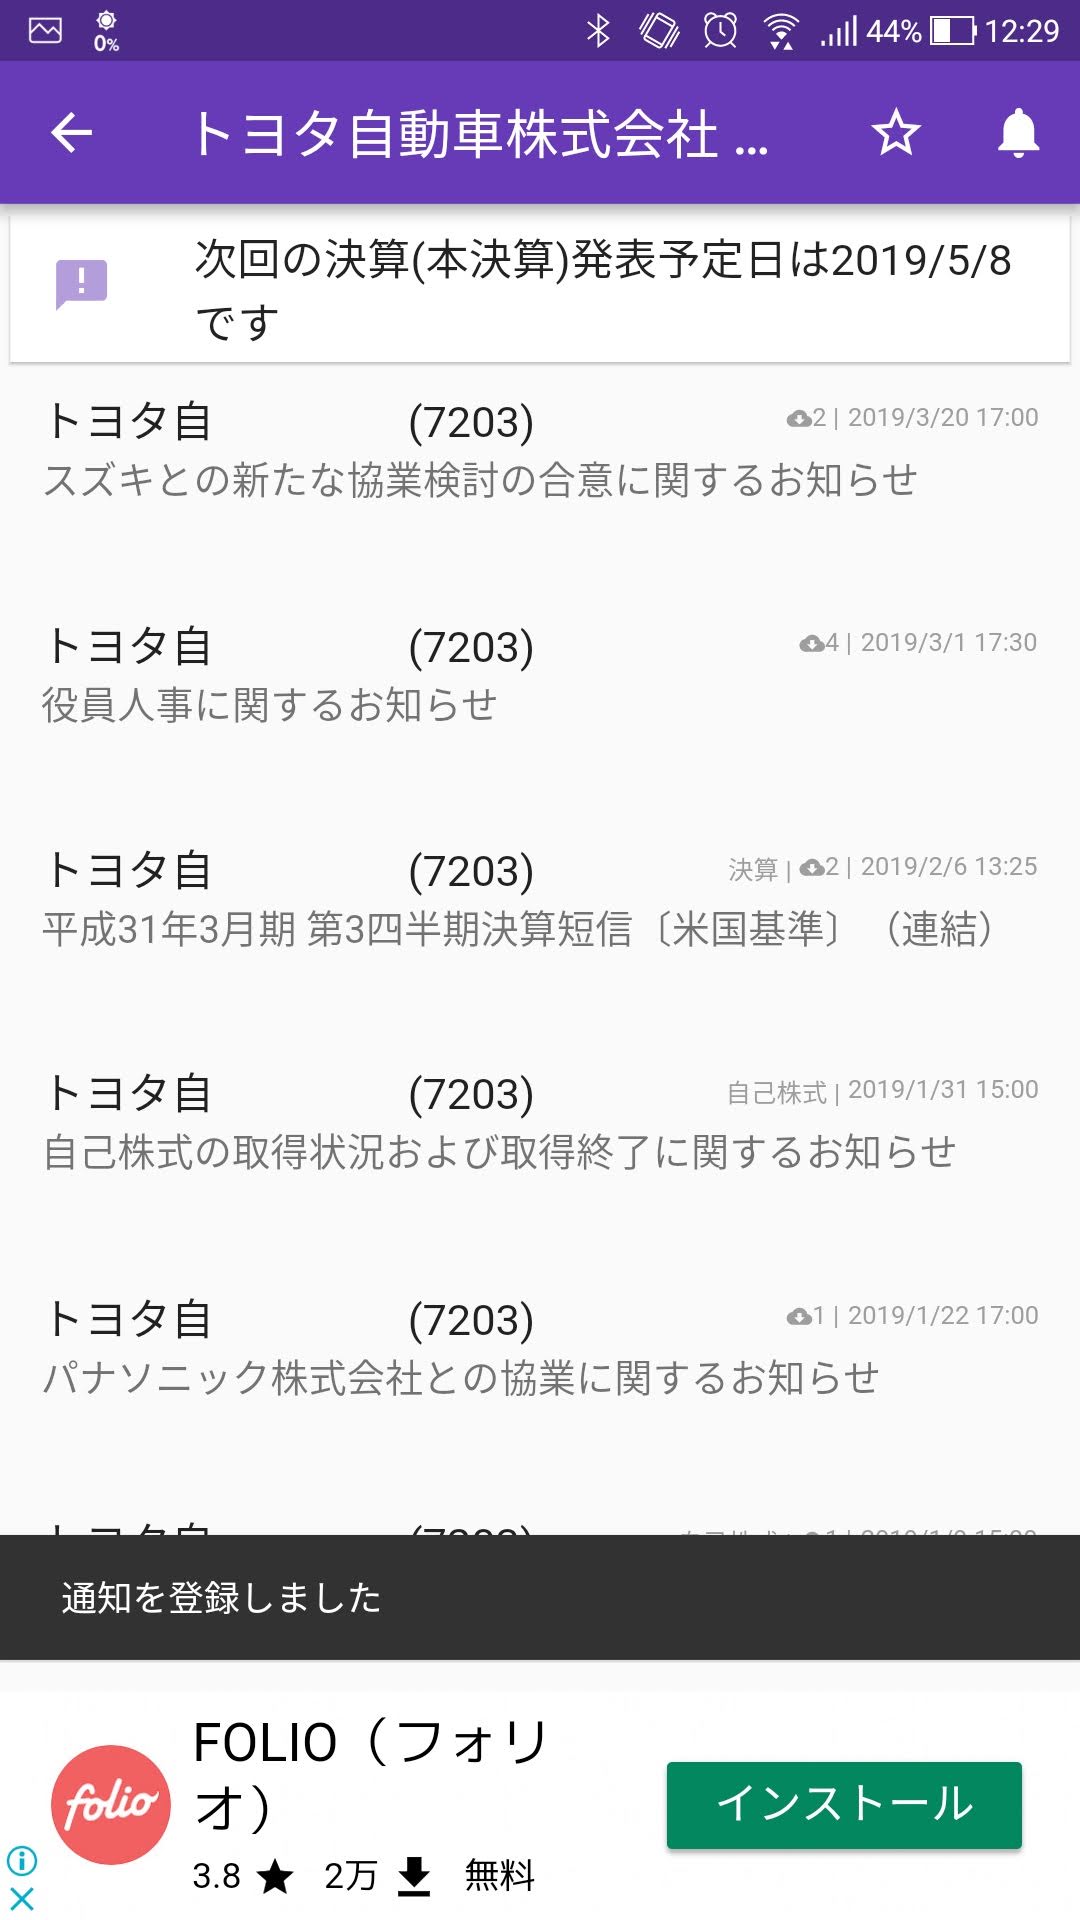 0%
44% 12:29
トヨタ自動車株式会社 ...
次回の決算(本決算)発表予定日は2019/5/8
です
トヨタ自 (7203) 2 | 2019/3/20 17:00
スズキとの新たな協業検討の合意に関するお知らせ
トヨタ自 (7203) 4 | 2019/3/1 17:30
役員人事に関するお知らせ
トヨタ自 (7203) 決算 | 2 | 2019/2/6 13:25
平成31年3月期 第3四半期決算短信〔米国基準〕（連結）
トヨタ自 (7203) 自己株式 | 2019/1/31 15:00
自己株式の取得状況および取得終了に関するお知らせ
トヨタ自 (7203) 1 | 2019/1/22 17:00
パナソニック株式会社との協業に関するお知らせ
トヨタ自 (7203)
通知を登録しました
folio
FOLIO（フォリ
オ）
インストール
3.8 ★ 2万 無料